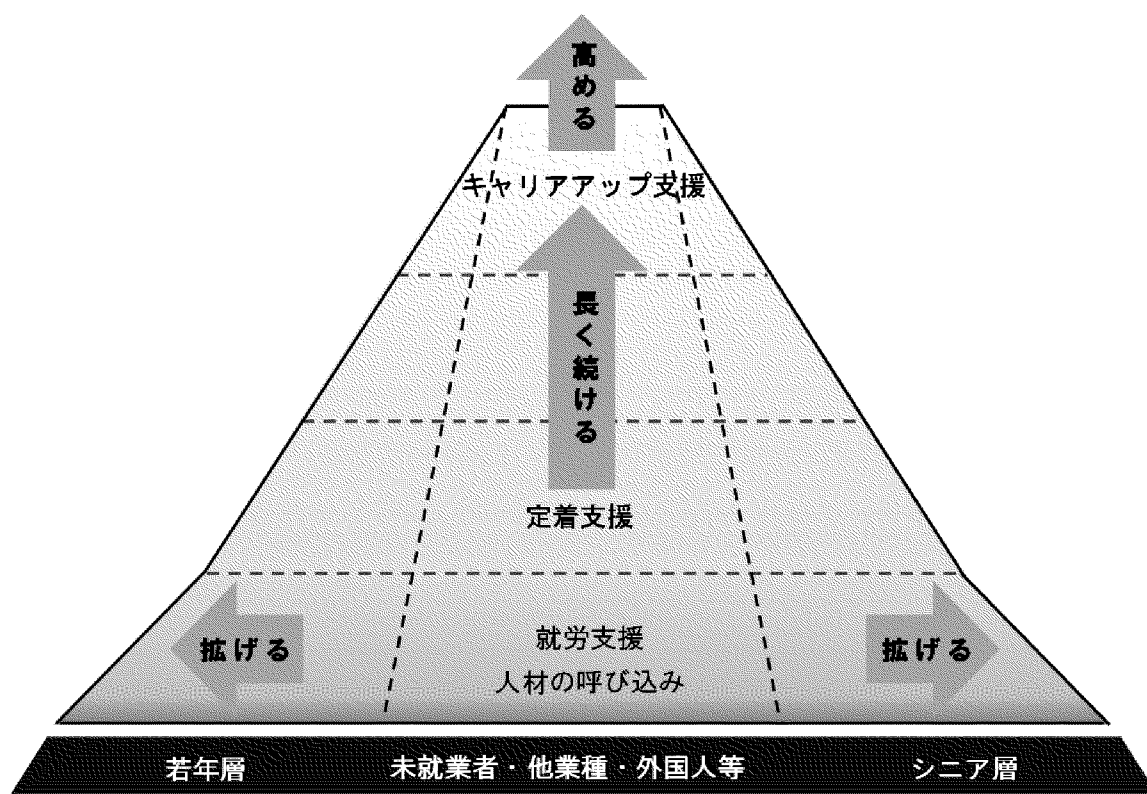 高める
キャリアアップ支援
長く続ける
定着支援
拡げる
就労支援
人材の呼び込み
拡げる
若年層
未就業者・他業種・外国人等
シニア層